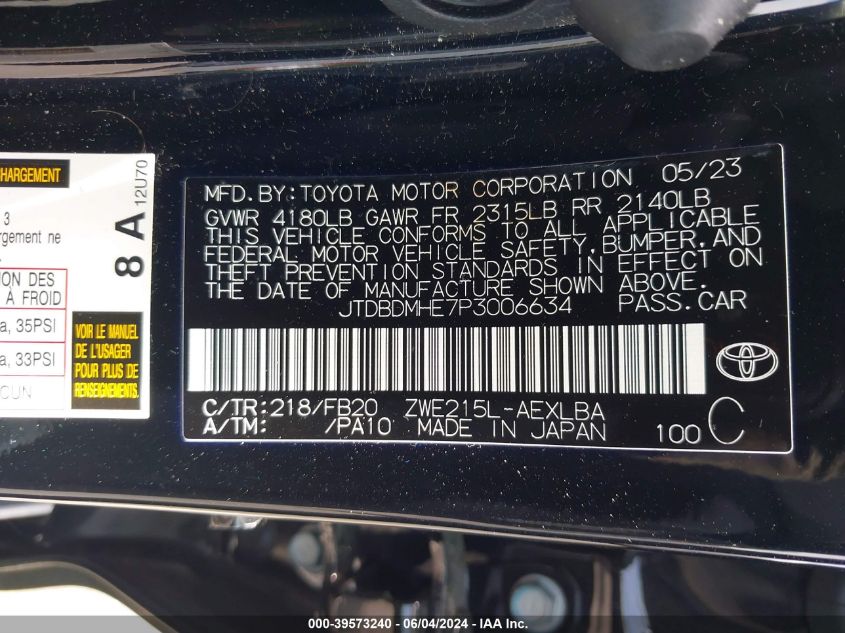 HARGEMENT
3
rgement ne
ION DES
À FROID
a, 35PSI
a, 33PSI
CUN
8 A
12U70
VOIR LE MANUEL
DE L'USAGER
POUR PLUS DE
RENSEIGNEMENTS.
MFD. BY: TOYOTA MOTOR CORPORATION 05/23
GVWR 4180LB GAWR FR 2315LB RR 2140LB
THIS VEHICLE CONFORMS TO ALL APPLICABLE
FEDERAL MOTOR VEHICLE SAFETY, BUMPER, AND
THEFT PREVENTION STANDARDS IN EFFECT ON
THE DATE OF MANUFACTURE SHOWN ABOVE.
JTDBDMHE7P3006634 PASS. CAR
C/TR: 218/FB20 ZWE215L-AEXLBA
A/TM: /PA10 MADE IN JAPAN 100 C
000-39573240 - 06/04/2024 - IAA Inc.